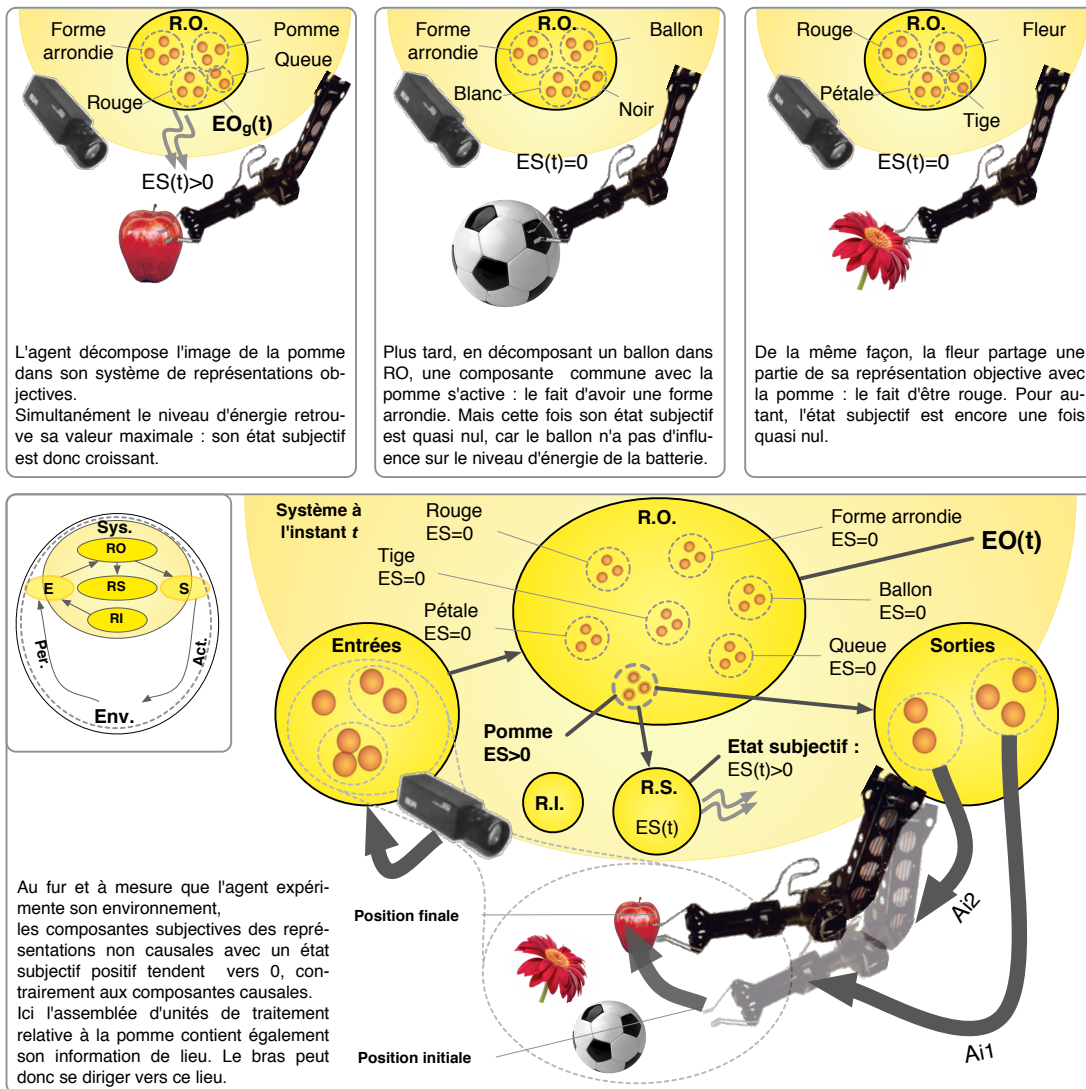 R.O.
Forme
arrondie
Pomme
Queue
Rouge
EOg(t)
ES(t)>0
L'agent décompose l'image de la pomme
dans son système de représentations ob-
jectives.
Simultanément le niveau d'énergie retrou-
ve sa valeur maximale : son état subjectif
est donc croissant.
R.O.
Forme
arrondie
Ballon
Blanc
Noir
ES(t)=0
Plus tard, en décomposant un ballon dans
RO, une composante commune avec la
pomme s'active : le fait d'avoir une forme
arrondie. Mais cette fois son état subjectif
est quasi nul, car le ballon n'a pas d'influ-
ence sur le niveau d'énergie de la batterie.
R.O.
Rouge
Fleur
Pétale
Tige
ES(t)=0
De la même façon, la fleur partage une
partie de sa représentation objective avec
la pomme : le fait d'être rouge. Pour au-
tant, l'état subjectif est encore une fois
quasi nul.
Sys.
RO
E
RS
S
RI
Per.
Act.
Env.
Système à
l'instant t
Rouge
ES=0
R.O.
Forme arrondie
ES=0
EO(t)
Tige
ES=0
Ballon
ES=0
Pétale
ES=0
Queue
ES=0
Entrées
Sorties
Pomme
ES>0
Etat subjectif :
ES(t)>0
R.I.
R.S.
ES(t)
Au fur et à mesure que l'agent expéri-
mente son environnement,
les composantes subjectives des repré-
sentations non causales avec un état
subjectif positif tendent vers 0, con-
trairement aux composantes causales.
Ici l'assemblée d'unités de traitement
relative à la pomme contient également
son information de lieu. Le bras peut
donc se diriger vers ce lieu.
Position finale
Position initiale
Ai2
Ai1